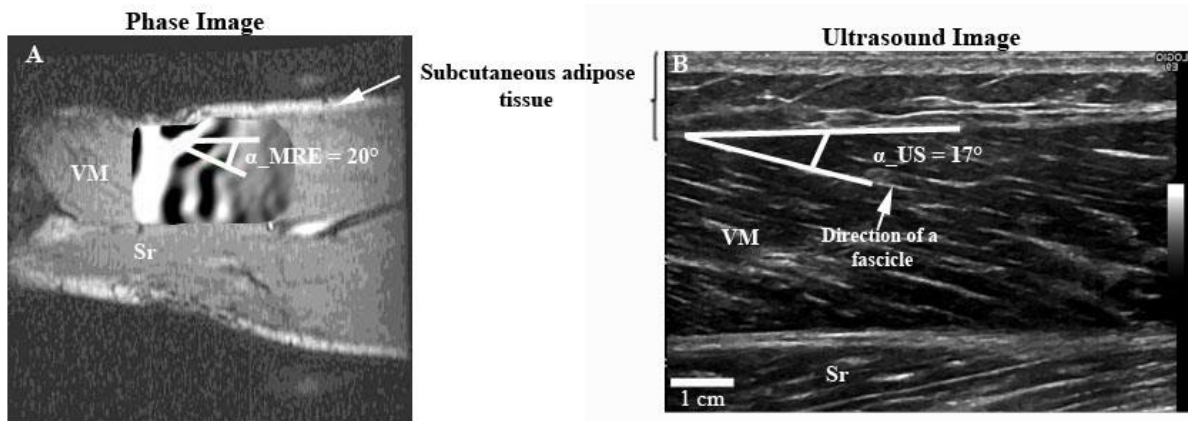 Phase Image
Ultrasound Image
A
Subcutaneous adipose
tissue
B
VM
α_MRE = 20°
α_US = 17°
VM
Direction of a
fascicle
Sr
Sr
1 cm